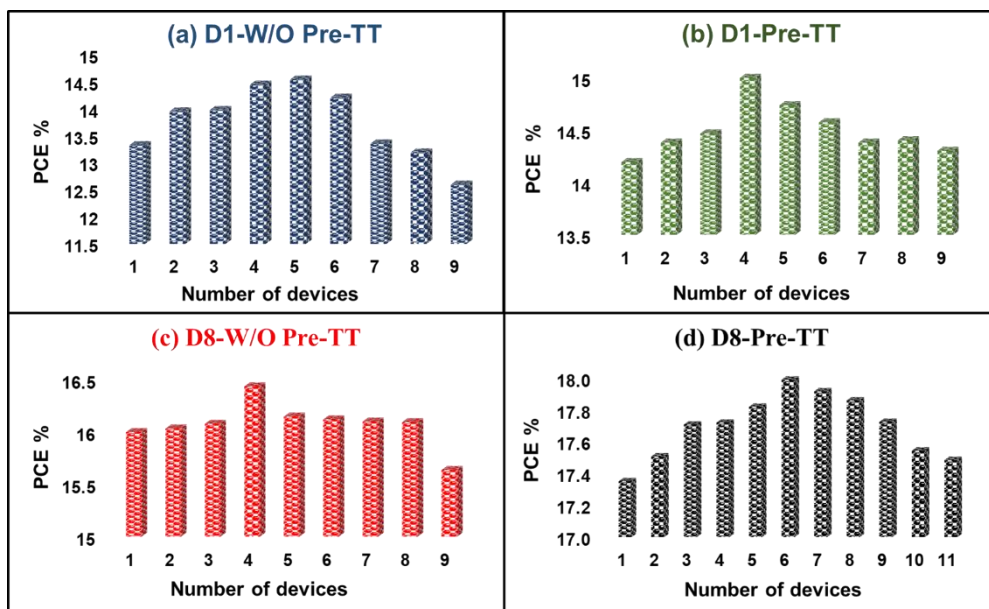 (a) D1-W/O Pre-TT
PCE %
15
14.5
14
13.5
13
12.5
12
11.5
1 2 3 4 5 6 7 8 9
Number of devices
(b) D1-Pre-TT
PCE %
15
14.5
14
13.5
1 2 3 4 5 6 7 8 9
Number of devices
(c) D8-W/O Pre-TT
PCE %
16.5
16
15.5
15
1 2 3 4 5 6 7 8 9
Number of devices
(d) D8-Pre-TT
PCE %
18.0
17.8
17.6
17.4
17.2
17.0
1 2 3 4 5 6 7 8 9 10 11
Number of devices